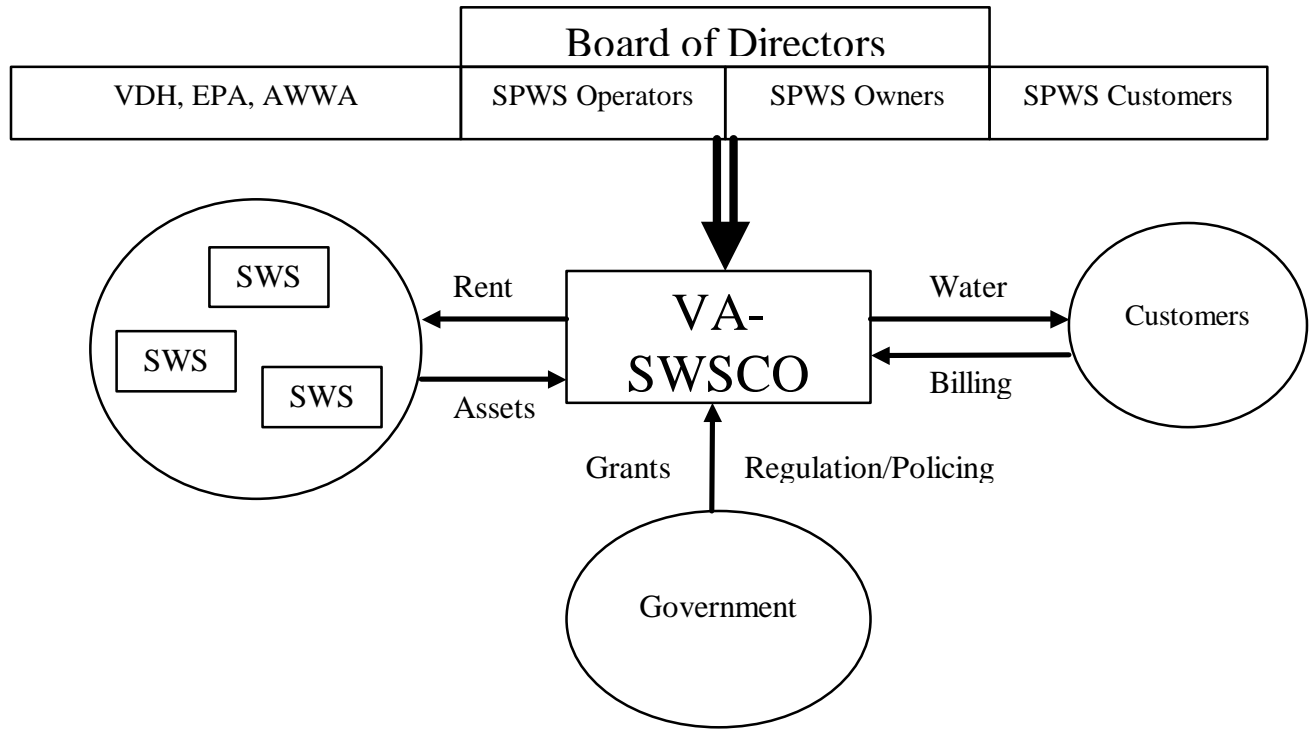 Board of Directors
VDH, EPA, AWWA
SPWS Operators
SPWS Owners
SPWS Customers
SWS
SWS
SWS
Rent
Assets
VA-
SWSCO
Water
Billing
Customers
Grants
Regulation/Policing
Government